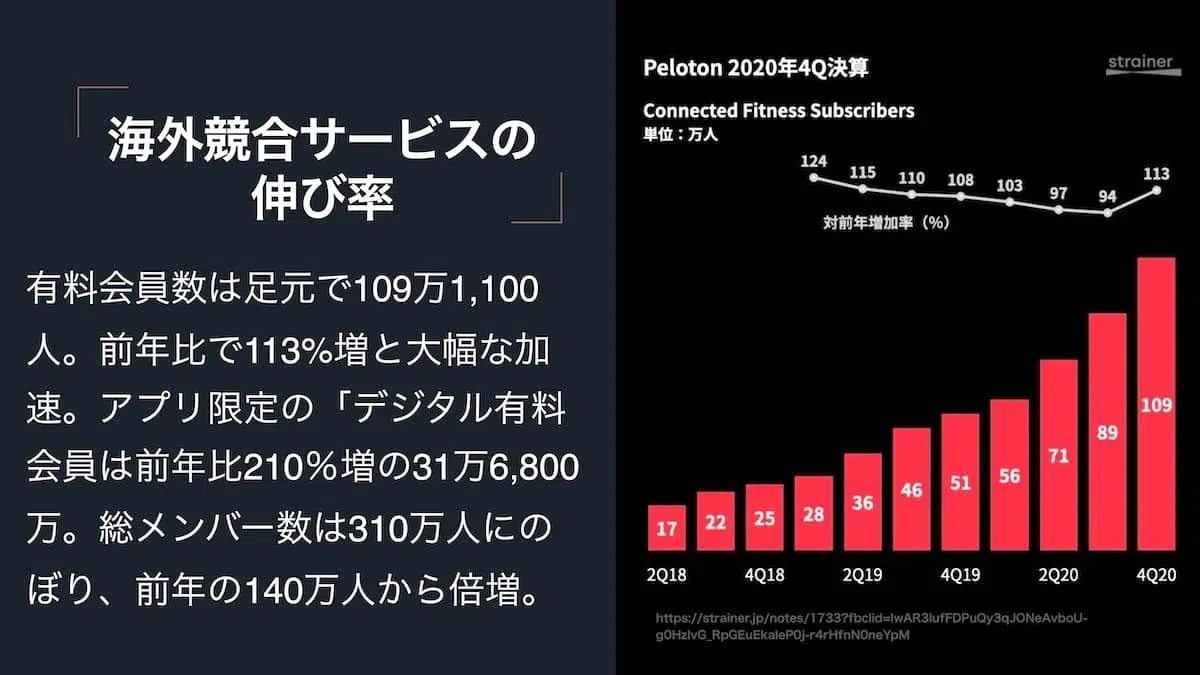 海外競合サービスの
伸び率
有料会員数は足元で109万1,100
人。前年比で113%増と大幅な加
速。アプリ限定の「デジタル有料
会員は前年比210%増の31万6,800
万。総メンバー数は310万人にの
ぼり、前年の140万人から倍増。
Peloton 2020年4Q決算
strainer
Connected Fitness Subscribers
単位：万人
124 115 110 108 103 97 94 113
対前年増加率（%）
17 22 25 28 36 46 51 56 71 89 109
2Q18 4Q18 2Q19 4Q19 2Q20 4Q20
https://strainer.jp/notes/1733?fbclid=IwAR3lufFDPuQy3qJONeAvboU-
g0HzlvG_RpGEuEkaleP0j-r4rHfnN0neYpM